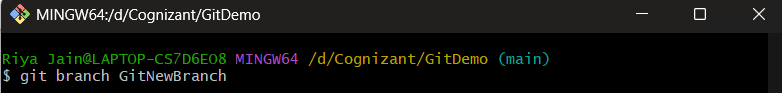 MINGW64:/d/Cognizant/GitDemo
Riya Jain@LAPTOP-CS7D6EO8 MINGW64 /d/Cognizant/GitDemo (main)
$ git branch GitNewBranch